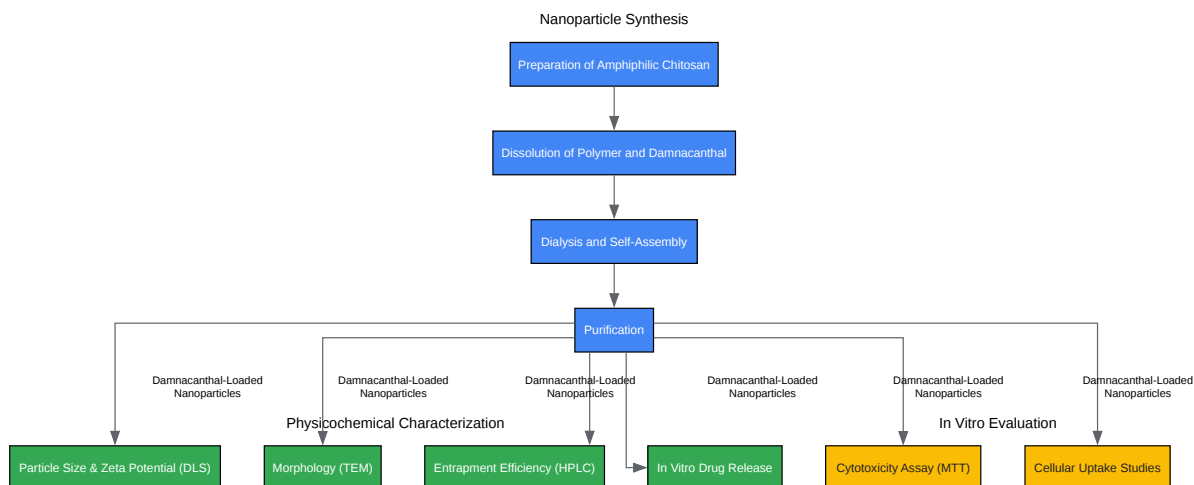 Nanoparticle Synthesis
Preparation of Amphiphilic Chitosan
Dissolution of Polymer and Damnacanthal
Dialysis and Self-Assembly
Purification
Damnacanthal-Loaded
Nanoparticles
Damnacanthal-Loaded
Nanoparticles
Damnacanthal-Loaded
Nanoparticles
Damnacanthal-Loaded
Nanoparticles
Damnacanthal-Loaded
Nanoparticles
Damnacanthal-Loaded
Nanoparticles
Physicochemical Characterization
In Vitro Evaluation
Particle Size & Zeta Potential (DLS)
Morphology (TEM)
Entrapment Efficiency (HPLC)
In Vitro Drug Release
Cytotoxicity Assay (MTT)
Cellular Uptake Studies